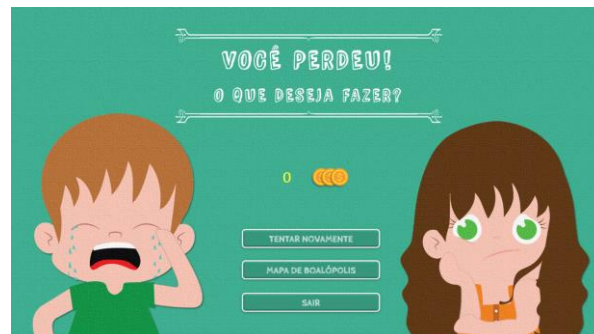 VOCÊ PERDEU!
O QUE DESEJA FAZER?
0
TENTAR NOVAMENTE
MAPA DE BOALÓPOLIS
SAIR